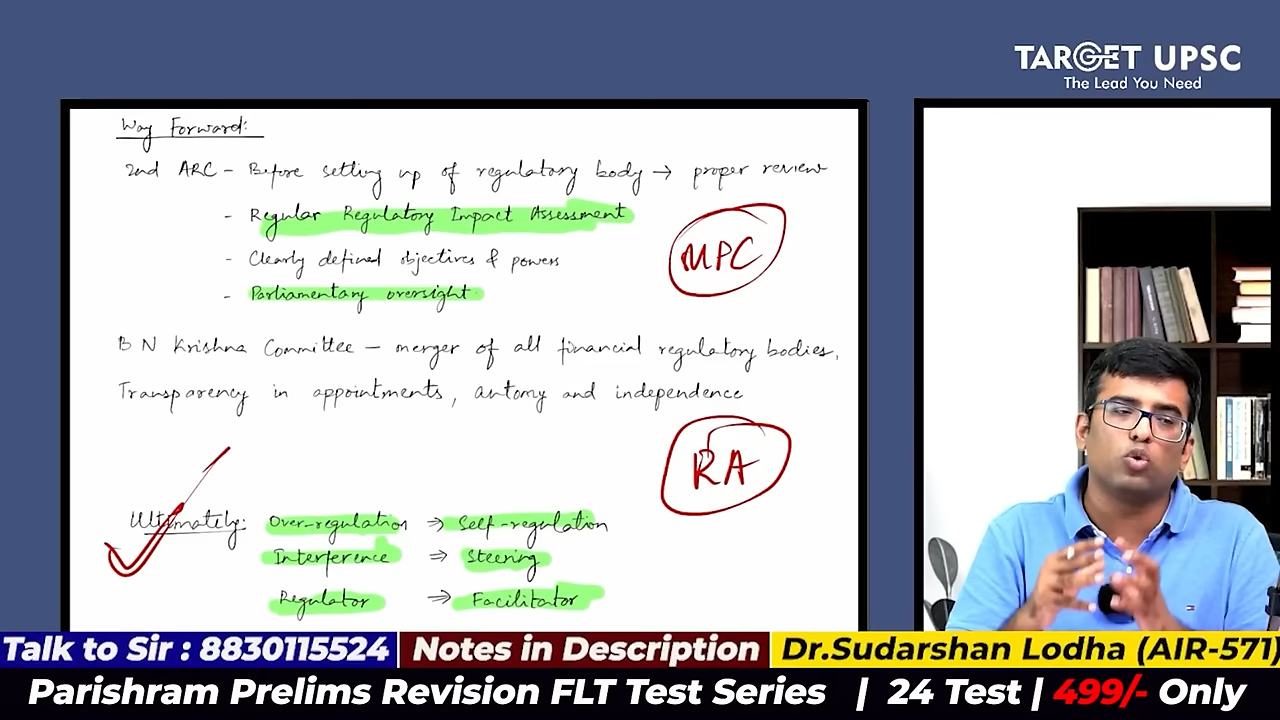 TARGET UPSC
The Lead You Need
Way Forward:
2nd ARC - Before setting up of regulatory body → proper review
- Regular Regulatory Impact Assessment
- Clearly defined objectives & powers
- Parliamentary oversight
MPC
B N Krishna Committee - merger of all financial regulatory bodies,
Transparency in appointments, autonomy and independence
RA
Ultimately: Over-regulation ⇒ Self-regulation
Interference ⇒ Steering
Regulator ⇒ Facilitator
Talk to Sir : 8830115524 Notes in Description Dr.Sudarshan Lodha (AIR-571)
Parishram Prelims Revision FLT Test Series | 24 Test | 499/- Only